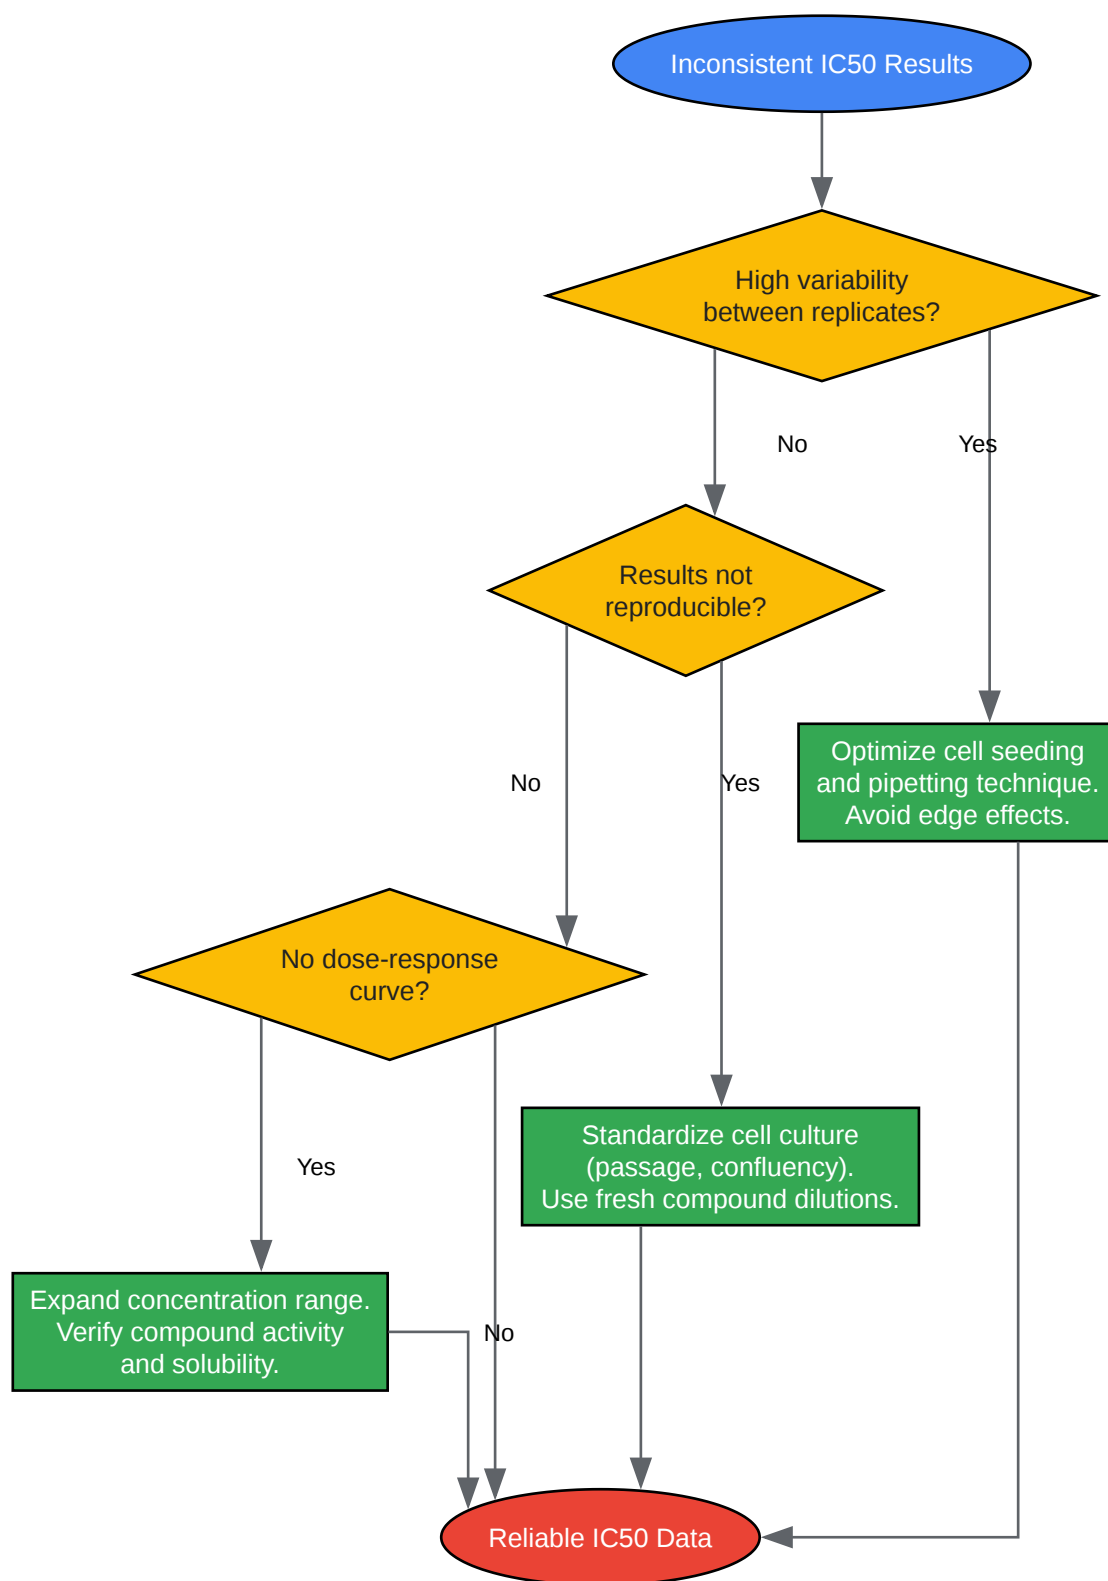 Inconsistent IC50 Results
High variability
between replicates?
No
Yes
Results not
reproducible?
Optimize cell seeding
and pipetting technique.
Avoid edge effects.
No
Yes
No dose-response
curve?
Standardize cell culture
(passage, confluency).
Use fresh compound dilutions.
Yes
Expand concentration range.
Verify compound activity
and solubility.
No
Reliable IC50 Data